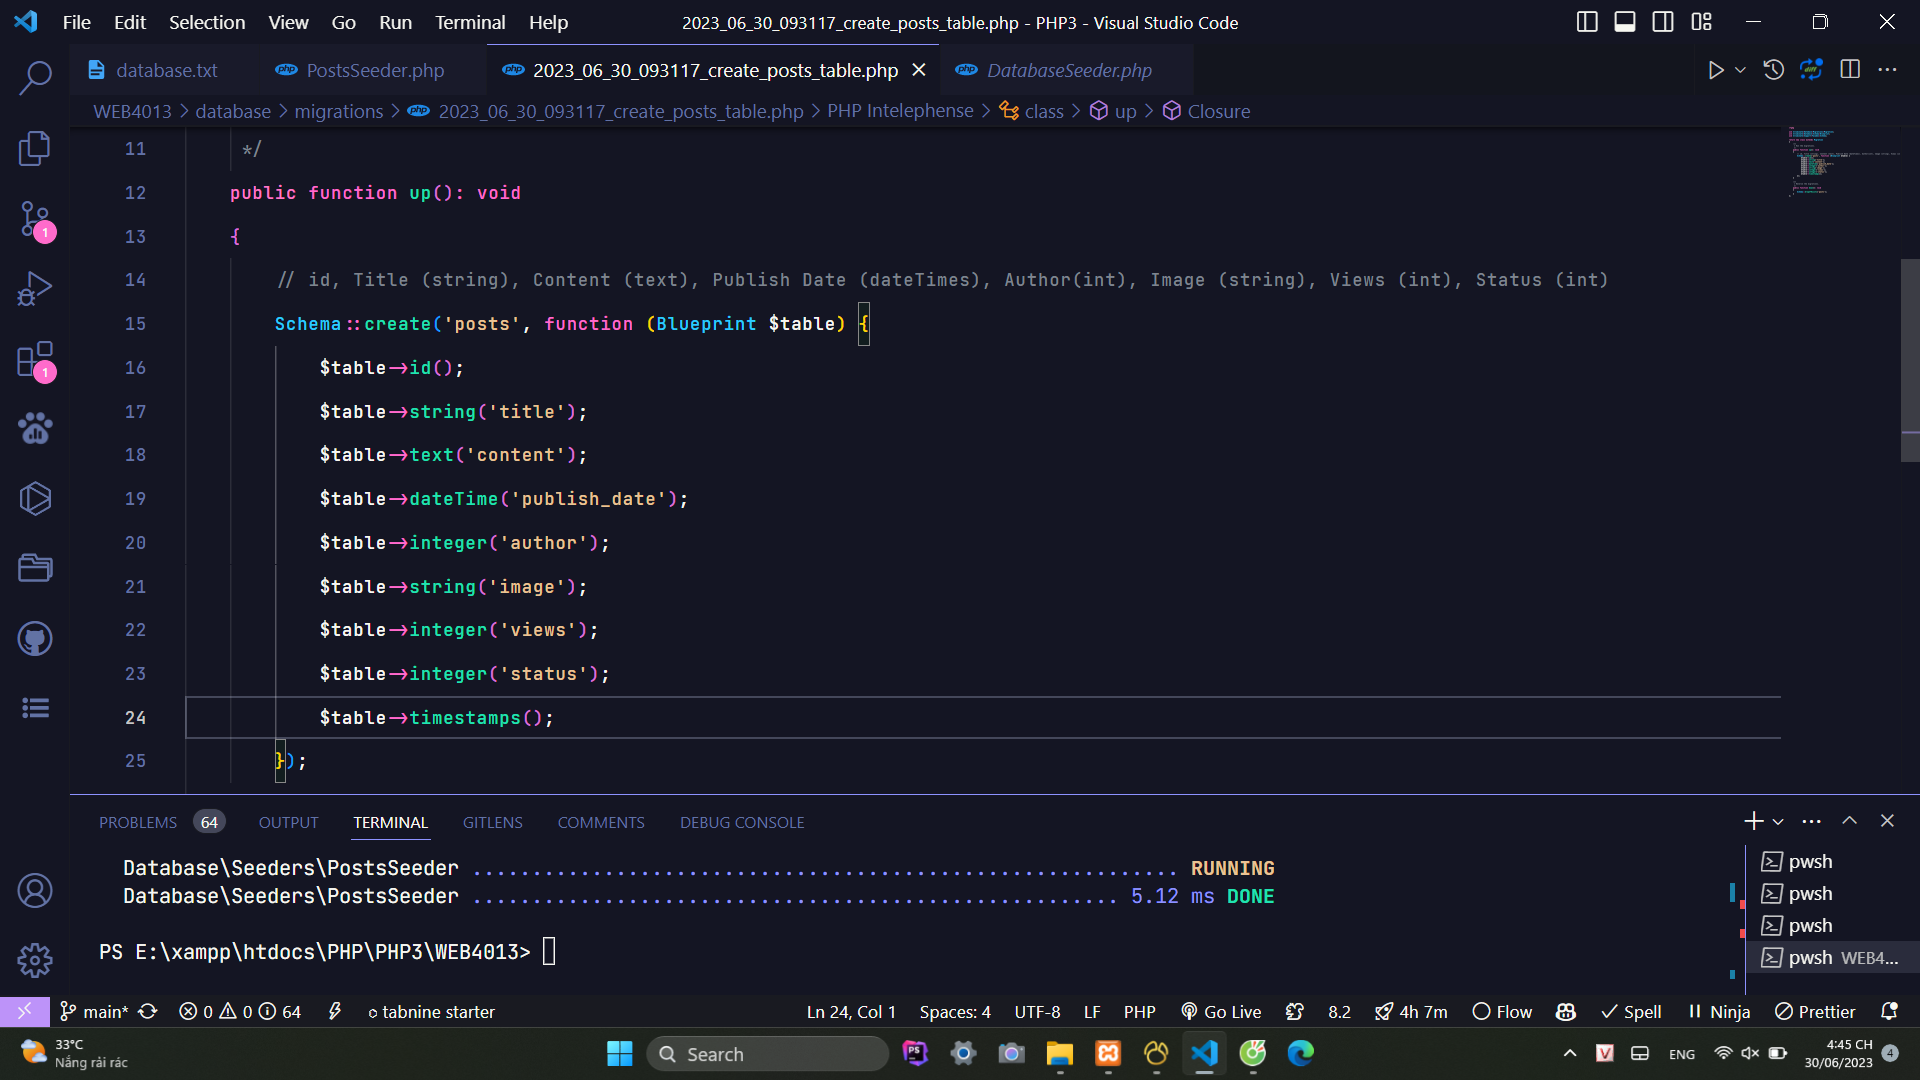 File Edit Selection View Go Run Terminal Help 2023_06_30_093117_create_posts_table.php - PHP3 - Visual Studio Code
database.txt PostsSeeder.php 2023_06_30_093117_create_posts_table.php DatabaseSeeder.php
WEB4013 > database > migrations > 2023_06_30_093117_create_posts_table.php > PHP Intelephense > class > up > Closure
11 */
12 public function up(): void
13 {
14 // id, Title (string), Content (text), Publish Date (dateTimes), Author(int), Image (string), Views (int), Status (int)
15 Schema::create('posts', function (Blueprint $table) {
16 $table->id();
17 $table->string('title');
18 $table->text('content');
19 $table->dateTime('publish_date');
20 $table->integer('author');
21 $table->string('image');
22 $table->integer('views');
23 $table->integer('status');
24 $table->timestamps();
25 });
1
1
PROBLEMS 64 OUTPUT TERMINAL GITLENS COMMENTS DEBUG CONSOLE
Database\Seeders\PostsSeeder ........................................................... RUNNING
Database\Seeders\PostsSeeder ...................................................... 5.12 ms DONE
PS E:\xampp\htdocs\PHP\PHP3\WEB4013>
pwsh
pwsh
pwsh
pwsh WEB4...
main* 0 0 64 tabnine starter Ln 24, Col 1 Spaces: 4 UTF-8 LF PHP Go Live 8.2 4h 7m Flow Spell Ninja Prettier
33°C
Nắng rải rác
Search
ENG
4:45 CH
30/06/2023
4